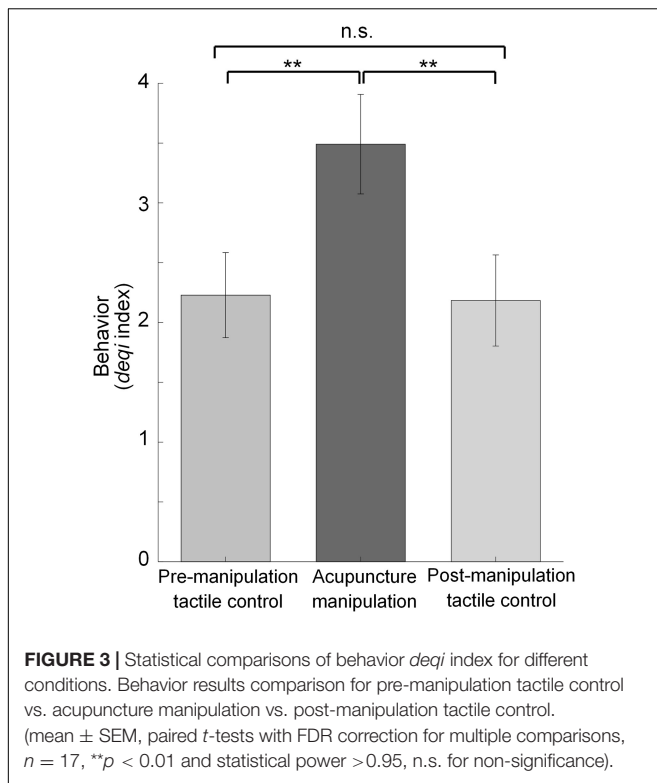 n.s.
** **
4
3
2
1
0
Behavior
(deqi index)
Pre-manipulation Acupuncture Post-manipulation
tactile control manipulation tactile control
FIGURE 3 | Statistical comparisons of behavior deqi index for different
conditions. Behavior results comparison for pre-manipulation tactile control
vs. acupuncture manipulation vs. post-manipulation tactile control.
(mean ± SEM, paired t-tests with FDR correction for multiple comparisons,
n = 17, **p < 0.01 and statistical power >0.95, n.s. for non-significance).